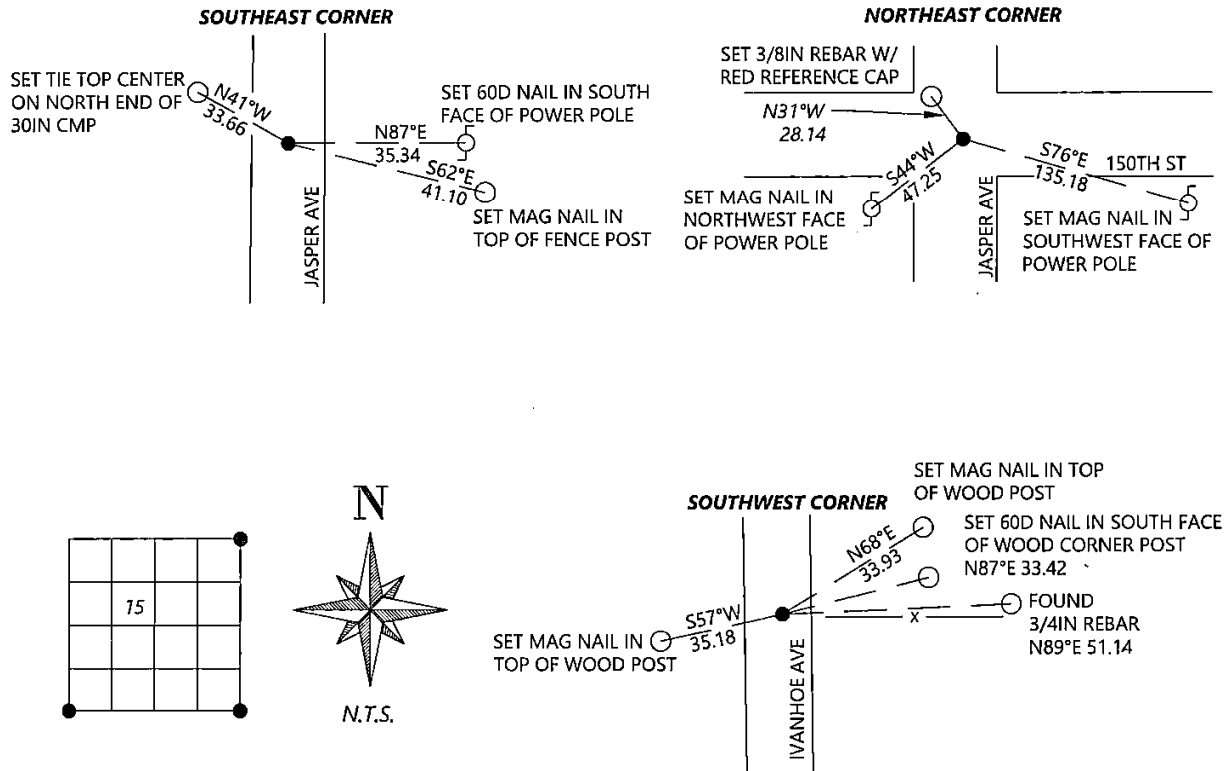 SOUTHEAST CORNER
SET TIE TOP CENTER
ON NORTH END OF
30IN CMP
N41°W
33.66
SET 60D NAIL IN SOUTH
FACE OF POWER POLE
N87°E
35.34
S62°E
41.10
SET MAG NAIL IN
TOP OF FENCE POST
JASPER AVE
NORTHEAST CORNER
SET 3/8IN REBAR W/
RED REFERENCE CAP
N31°W
28.14
S44°W
47.25
S76°E
135.18
150TH ST
SET MAG NAIL IN
NORTHWEST FACE
OF POWER POLE
JASPER AVE
SET MAG NAIL IN
SOUTHWEST FACE OF
POWER POLE
15
N
N.T.S.
SOUTHWEST CORNER
SET MAG NAIL IN TOP
OF WOOD POST
N68°E
33.93
SET 60D NAIL IN SOUTH FACE
OF WOOD CORNER POST
N87°E 33.42
FOUND
3/4IN REBAR
N89°E 51.14
x
S57°W
35.18
SET MAG NAIL IN
TOP OF WOOD POST
IVANHOE AVE